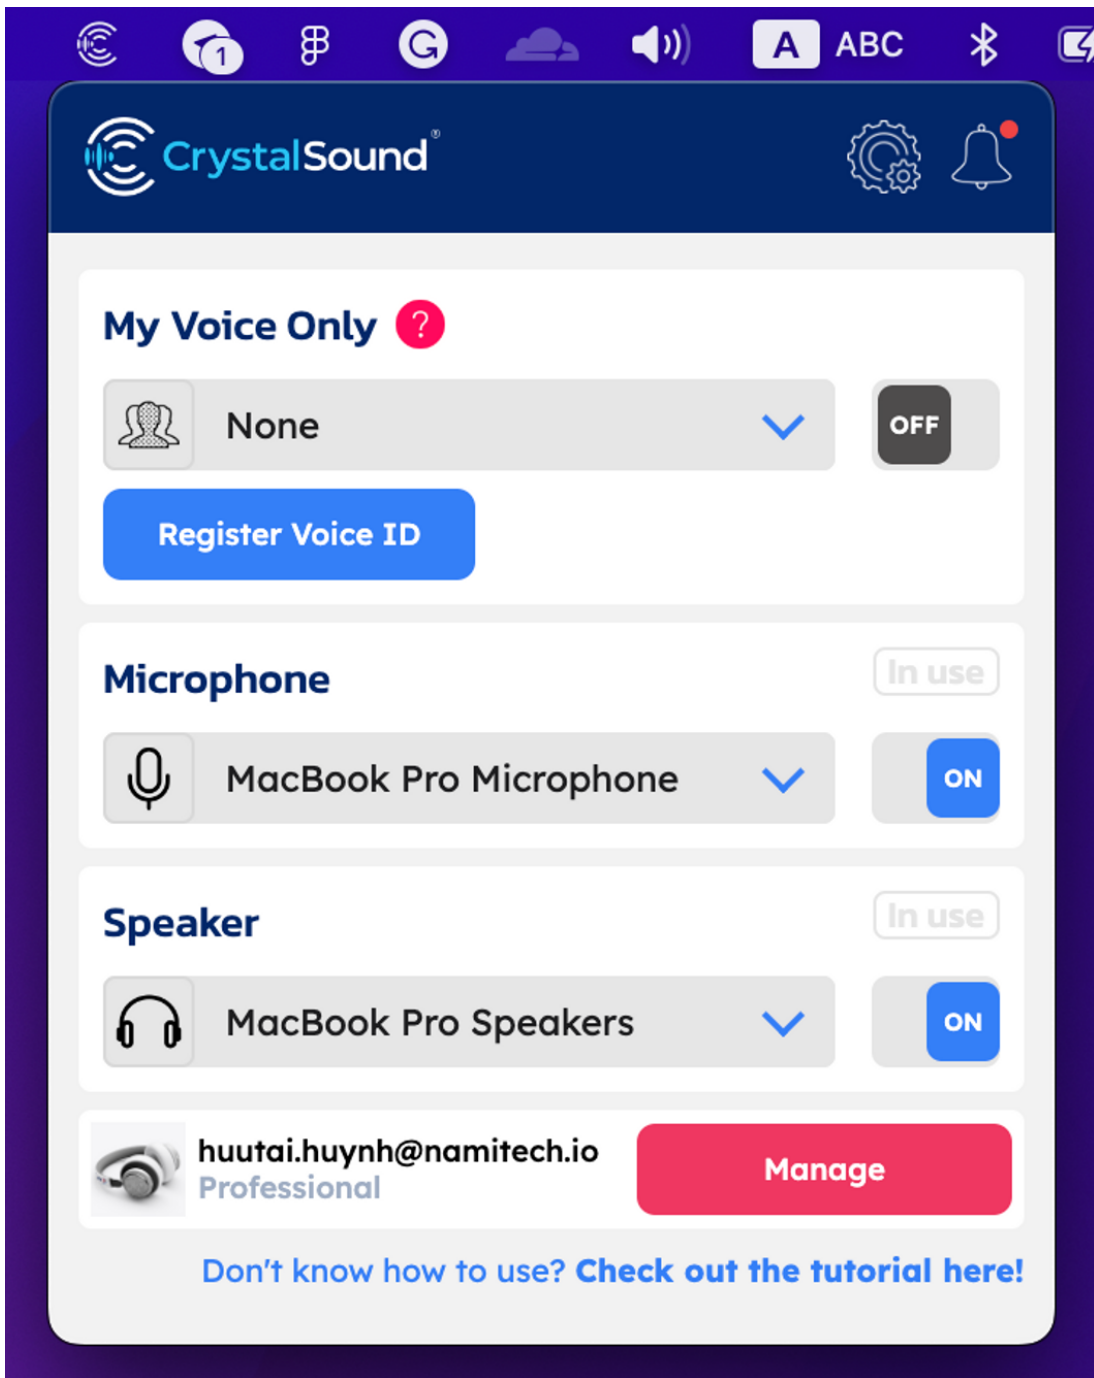 1 G A ABC
CrystalSound®
My Voice Only ?
None OFF
Register Voice ID
Microphone In use
MacBook Pro Microphone ON
Speaker In use
MacBook Pro Speakers ON
huutai.huynh@namitech.io
Professional
Manage
Don't know how to use? Check out the tutorial here!